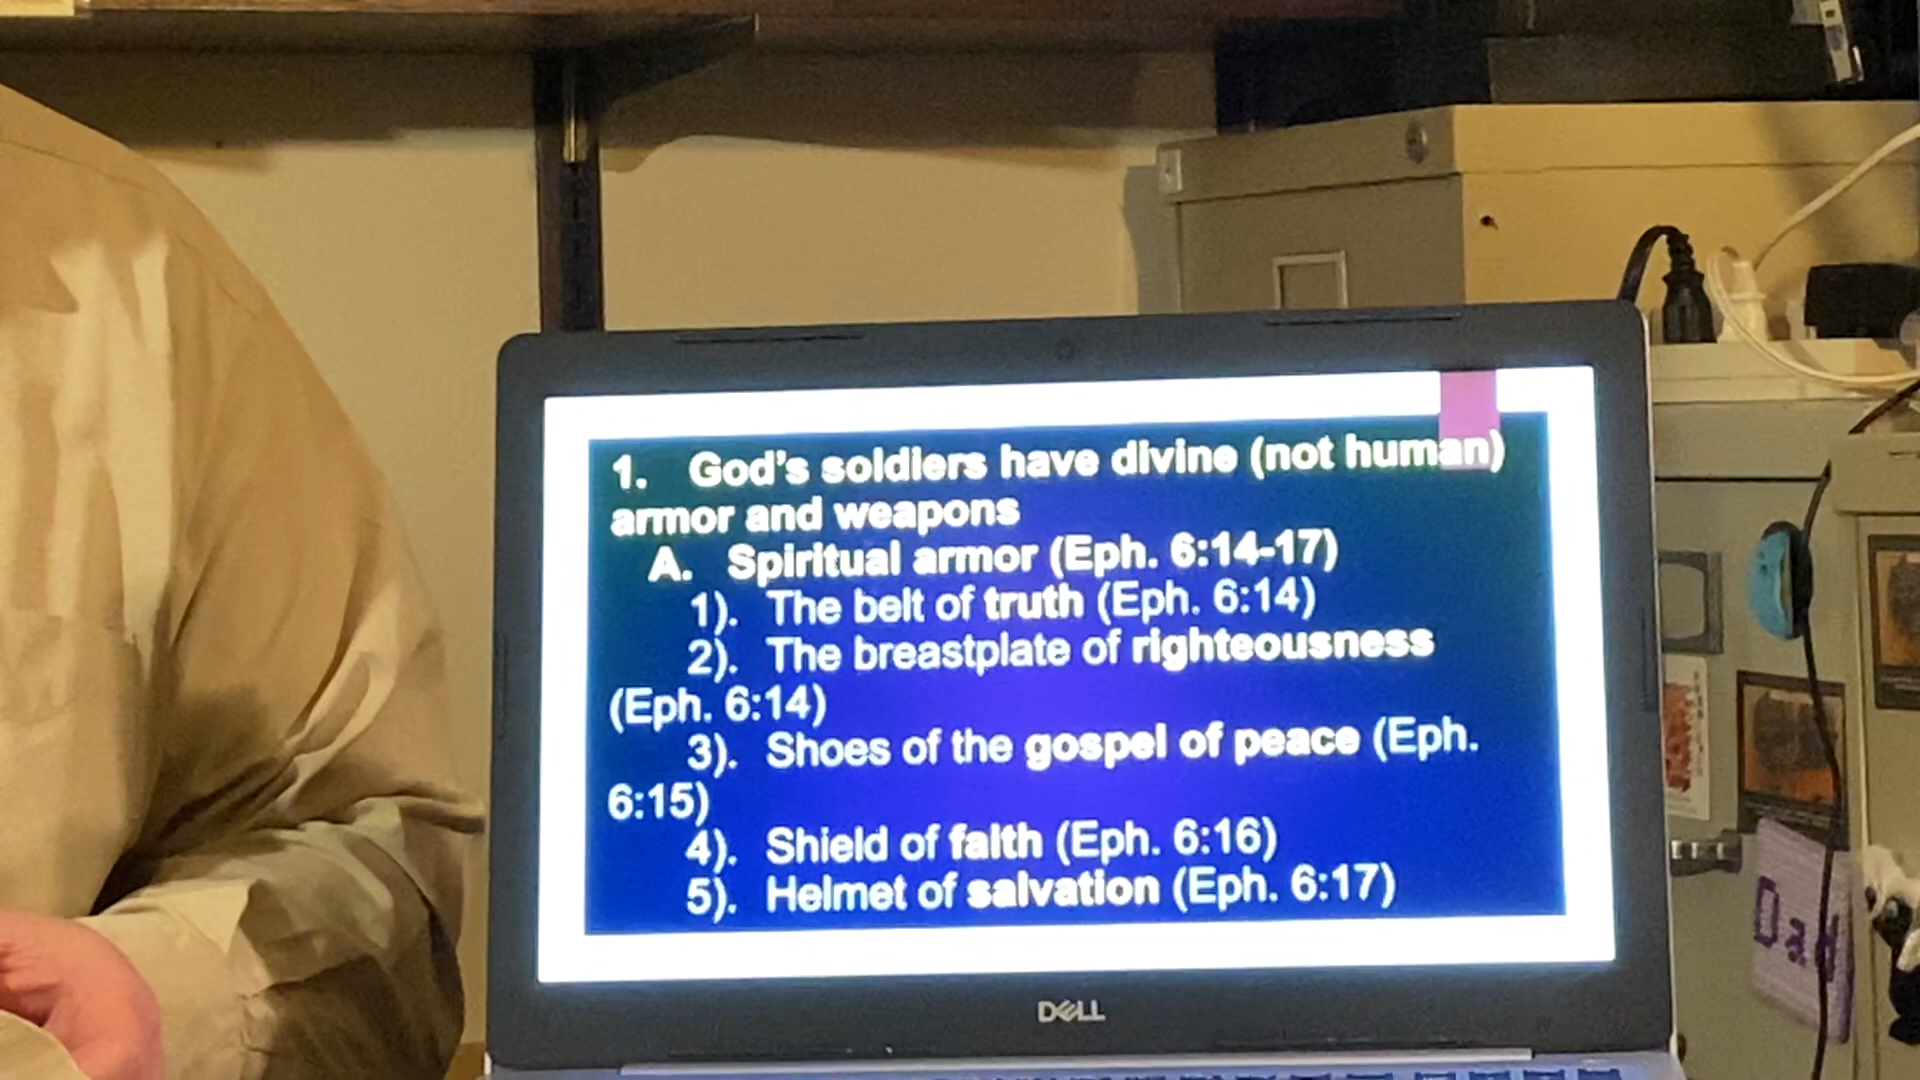 1. God's soldiers have divine (not human)
armor and weapons
A. Spiritual armor (Eph. 6:14-17)
1). The belt of truth (Eph. 6:14)
2). The breastplate of righteousness
(Eph. 6:14)
3). Shoes of the gospel of peace (Eph.
6:15)
4). Shield of faith (Eph. 6:16)
5). Helmet of salvation (Eph. 6:17)
DELL
Dad